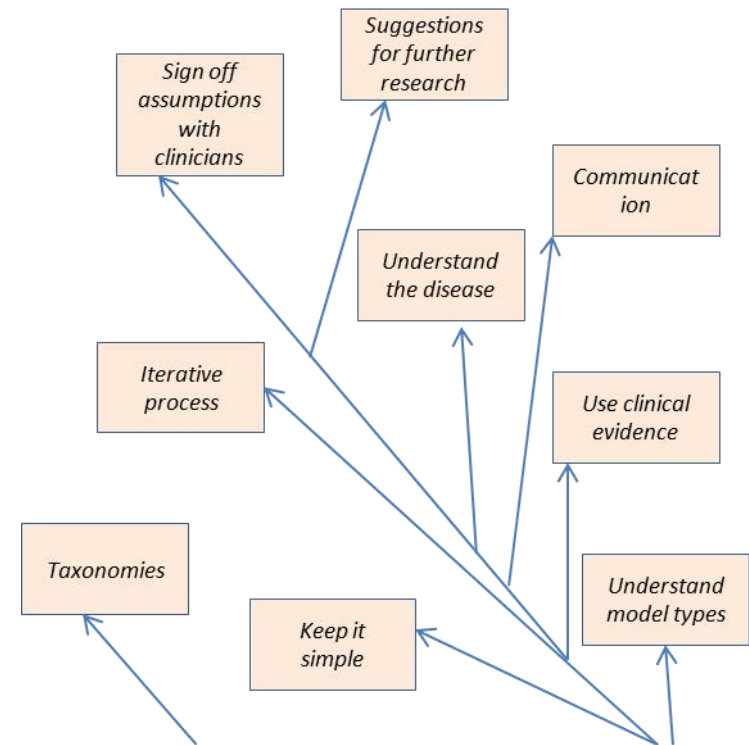 Suggestions
for further
research
Sign off
assumptions
with
clinicians
Communicat
ion
Understand
the disease
Iterative
process
Use clinical
evidence
Taxonomies
Understand
model types
Keep it
simple